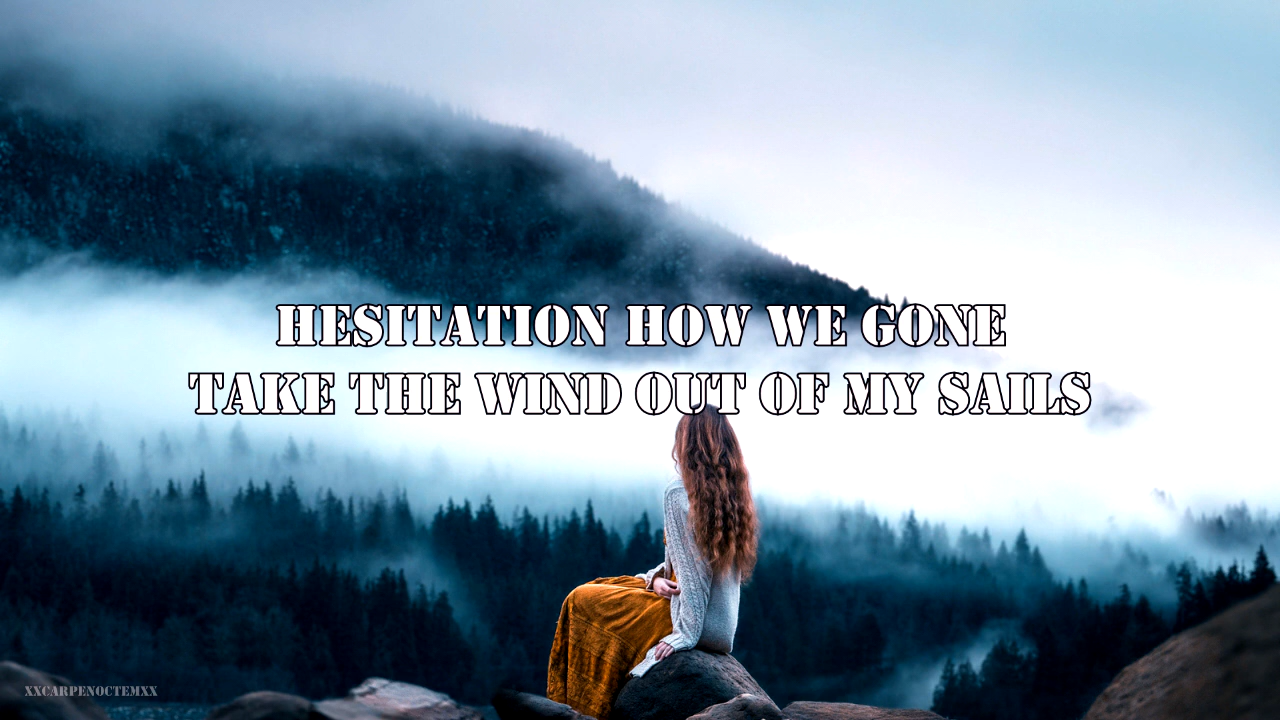 HESITATION HOW WE GONE
TAKE THE WIND OUT OF MY SAILS
XXCARPENOCTEMXX